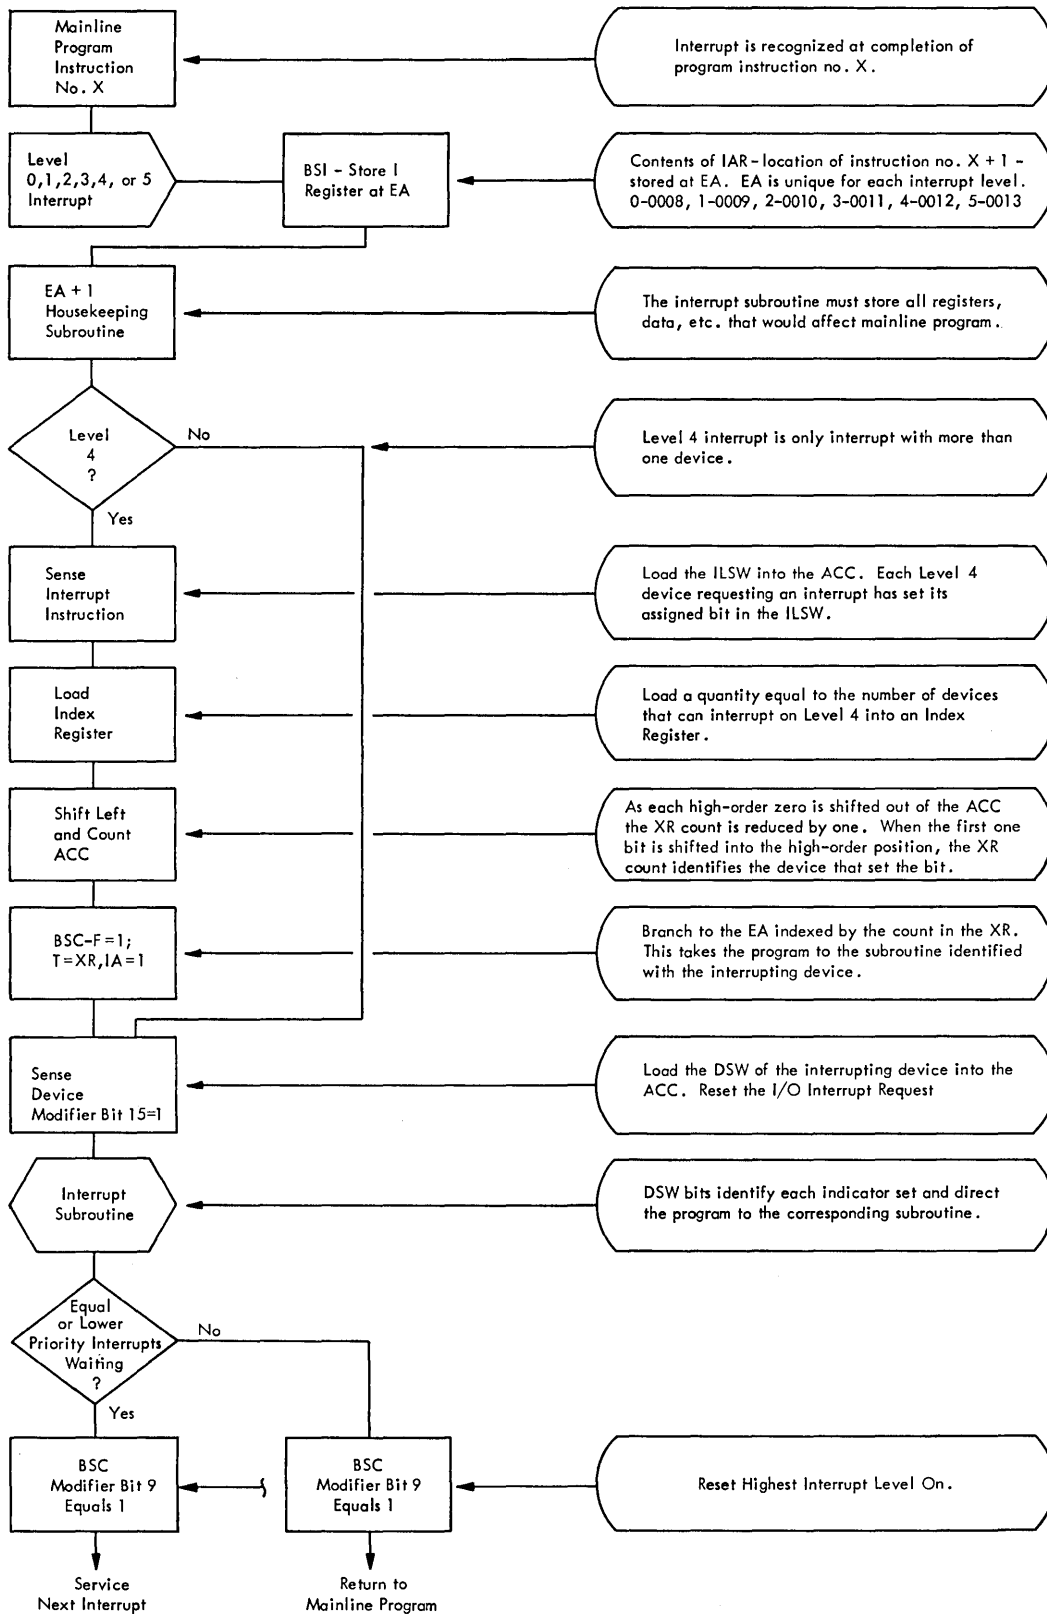 Mainline
Program
Instruction
No. X
Interrupt is recognized at completion of
program instruction no. X.
Level
0,1,2,3,4, or 5
Interrupt
BSI - Store I
Register at EA
Contents of IAR - location of instruction no. X + 1 -
stored at EA. EA is unique for each interrupt level.
0-0008, 1-0009, 2-0010, 3-0011, 4-0012, 5-0013
EA + 1
Housekeeping
Subroutine
The interrupt subroutine must store all registers,
data, etc. that would affect mainline program.
Level
4
?
No
Yes
Level 4 interrupt is only interrupt with more than
one device.
Sense
Interrupt
Instruction
Load the ILSW into the ACC. Each Level 4
device requesting an interrupt has set its
assigned bit in the ILSW.
Load
Index
Register
Load a quantity equal to the number of devices
that can interrupt on Level 4 into an Index
Register.
Shift Left
and Count
ACC
As each high-order zero is shifted out of the ACC
the XR count is reduced by one. When the first one
bit is shifted into the high-order position, the XR
count identifies the device that set the bit.
BSC-F=1;
T=XR,IA=1
Branch to the EA indexed by the count in the XR.
This takes the program to the subroutine identified
with the interrupting device.
Sense
Device
Modifier Bit 15=1
Load the DSW of the interrupting device into the
ACC. Reset the I/O Interrupt Request
Interrupt
Subroutine
DSW bits identify each indicator set and direct
the program to the corresponding subroutine.
Equal
or Lower
Priority Interrupts
Waiting
?
No
Yes
BSC
Modifier Bit 9
Equals 1
BSC
Modifier Bit 9
Equals 1
Reset Highest Interrupt Level On.
Service
Next Interrupt
Return to
Mainline Program